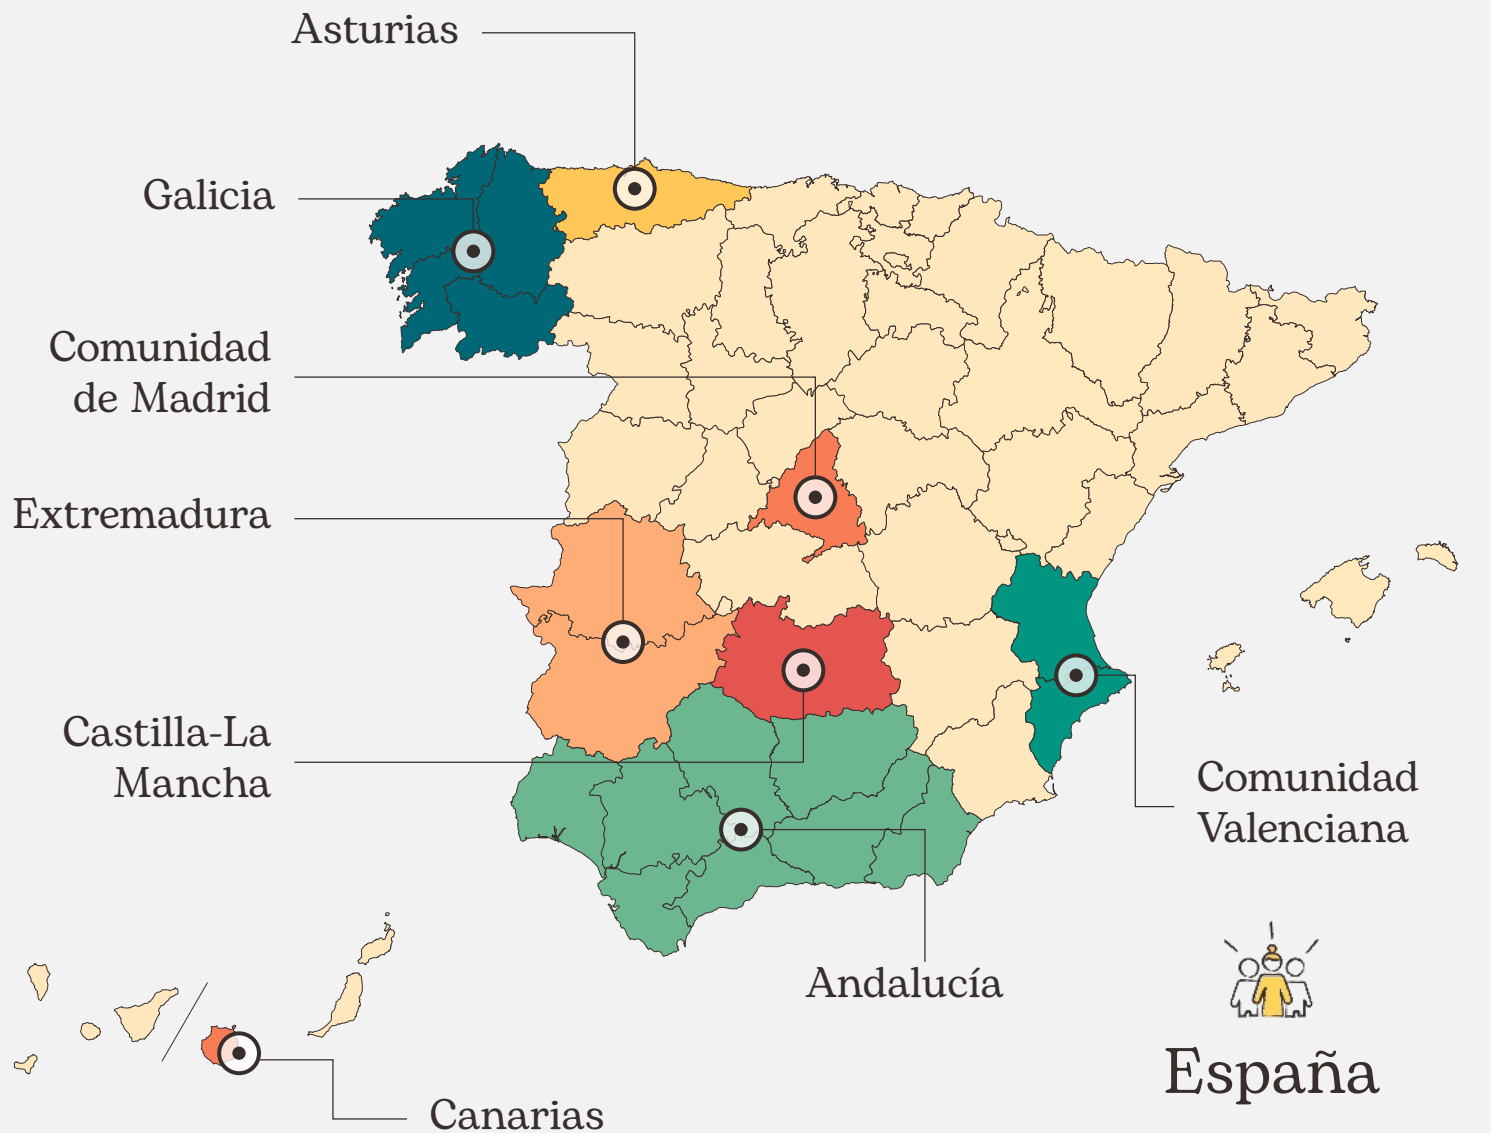 Asturias
Galicia
Comunidad
de Madrid
Extremadura
Castilla-La
Mancha
Comunidad
Valenciana
Andalucía
España
Canarias